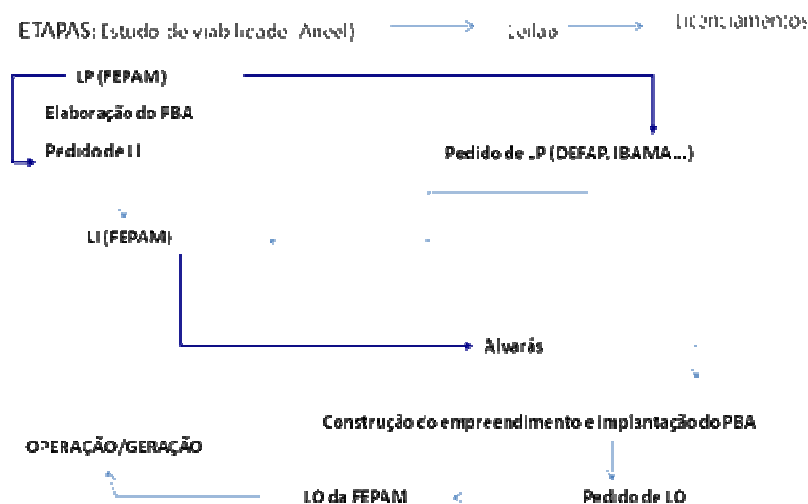 ETAPAS: Estudo de viabilidade Aneel) Leilão Licenciamentos
LP (FEPAM)
Elaboração do PBA
Pedido de LI
Pedido de LP (DEFAP, IBAMA...)
LI (FEPAM)
Alvarás
Construção do empreendimento e implantação do PBA
OPERAÇÃO/GERAÇÃO
LO da FEPAM Pedido de LO